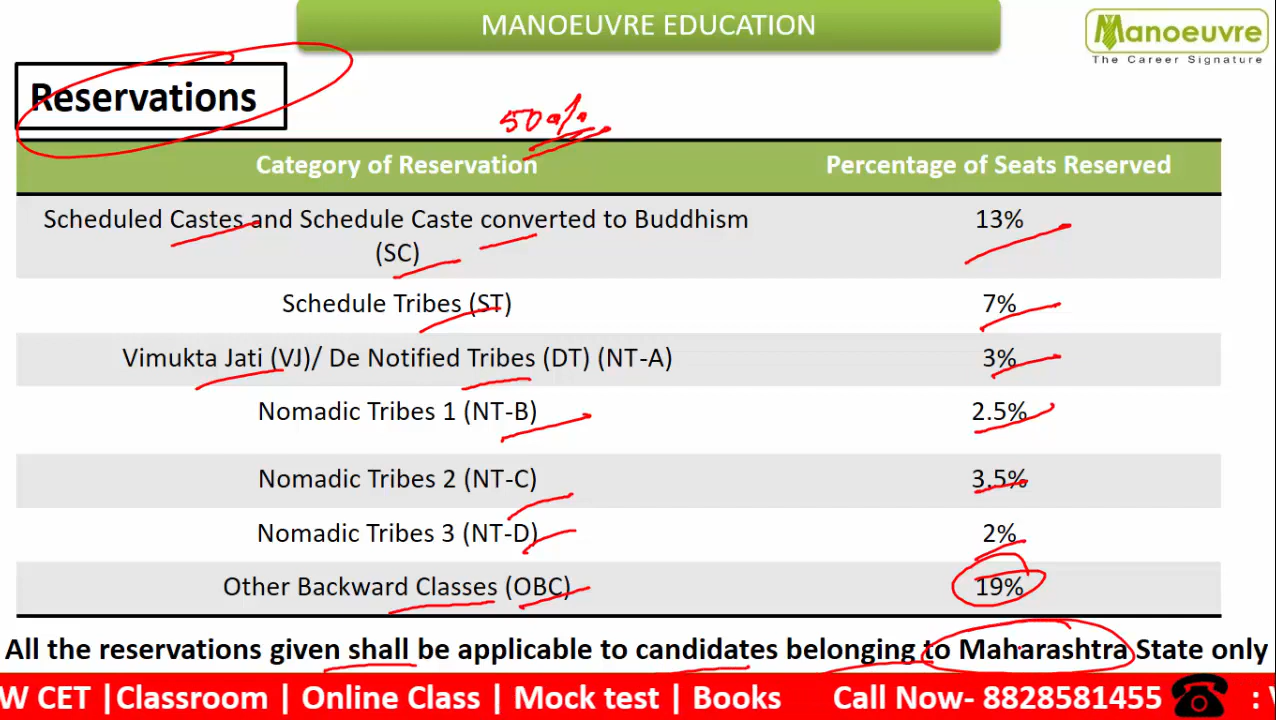 MANOEUVRE EDUCATION
Manoeuvre
The Career Signature
Reservations
50%
Category of Reservation Percentage of Seats Reserved
Scheduled Castes and Schedule Caste converted to Buddhism 13%
(SC)
Schedule Tribes (ST) 7%
Vimukta Jati (VJ)/ De Notified Tribes (DT) (NT-A) 3%
Nomadic Tribes 1 (NT-B) 2.5%
Nomadic Tribes 2 (NT-C) 3.5%
Nomadic Tribes 3 (NT-D) 2%
Other Backward Classes (OBC) 19%
All the reservations given shall be applicable to candidates belonging to Maharashtra State only
W CET |Classroom | Online Class | Mock test | Books Call Now- 8828581455 :